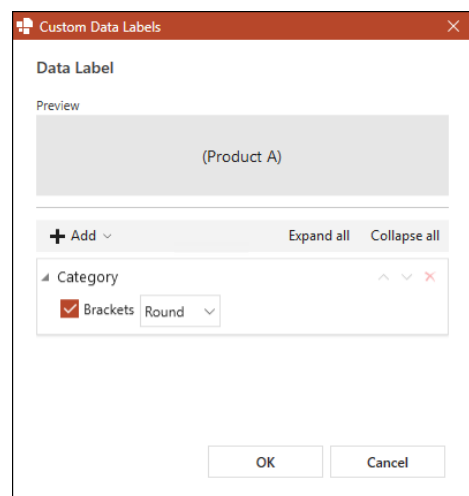 Custom Data Labels
Data Label
Preview
(Product A)
Add Expand all Collapse all
Category
Brackets Round
OK Cancel